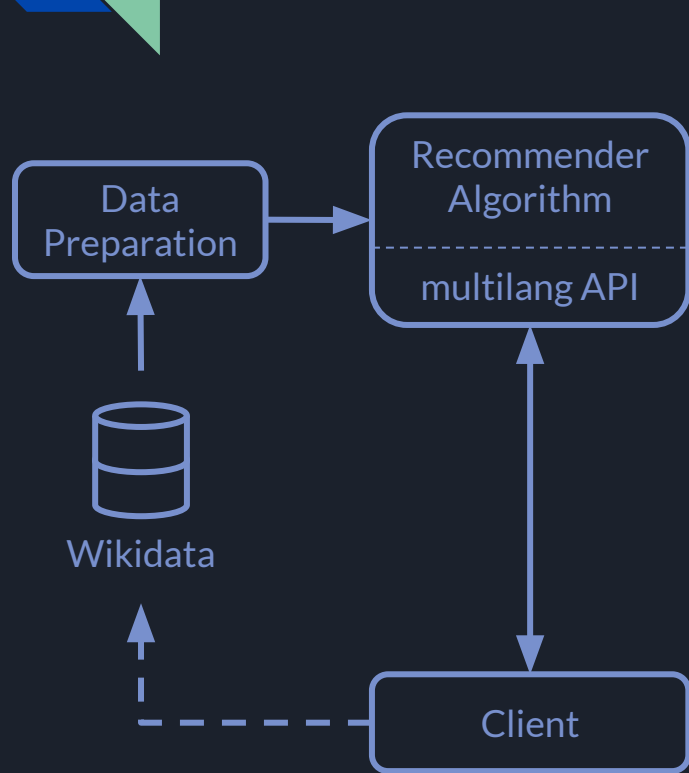 Recommender
Algorithm
Data
Preparation
multilang API
Wikidata
Client